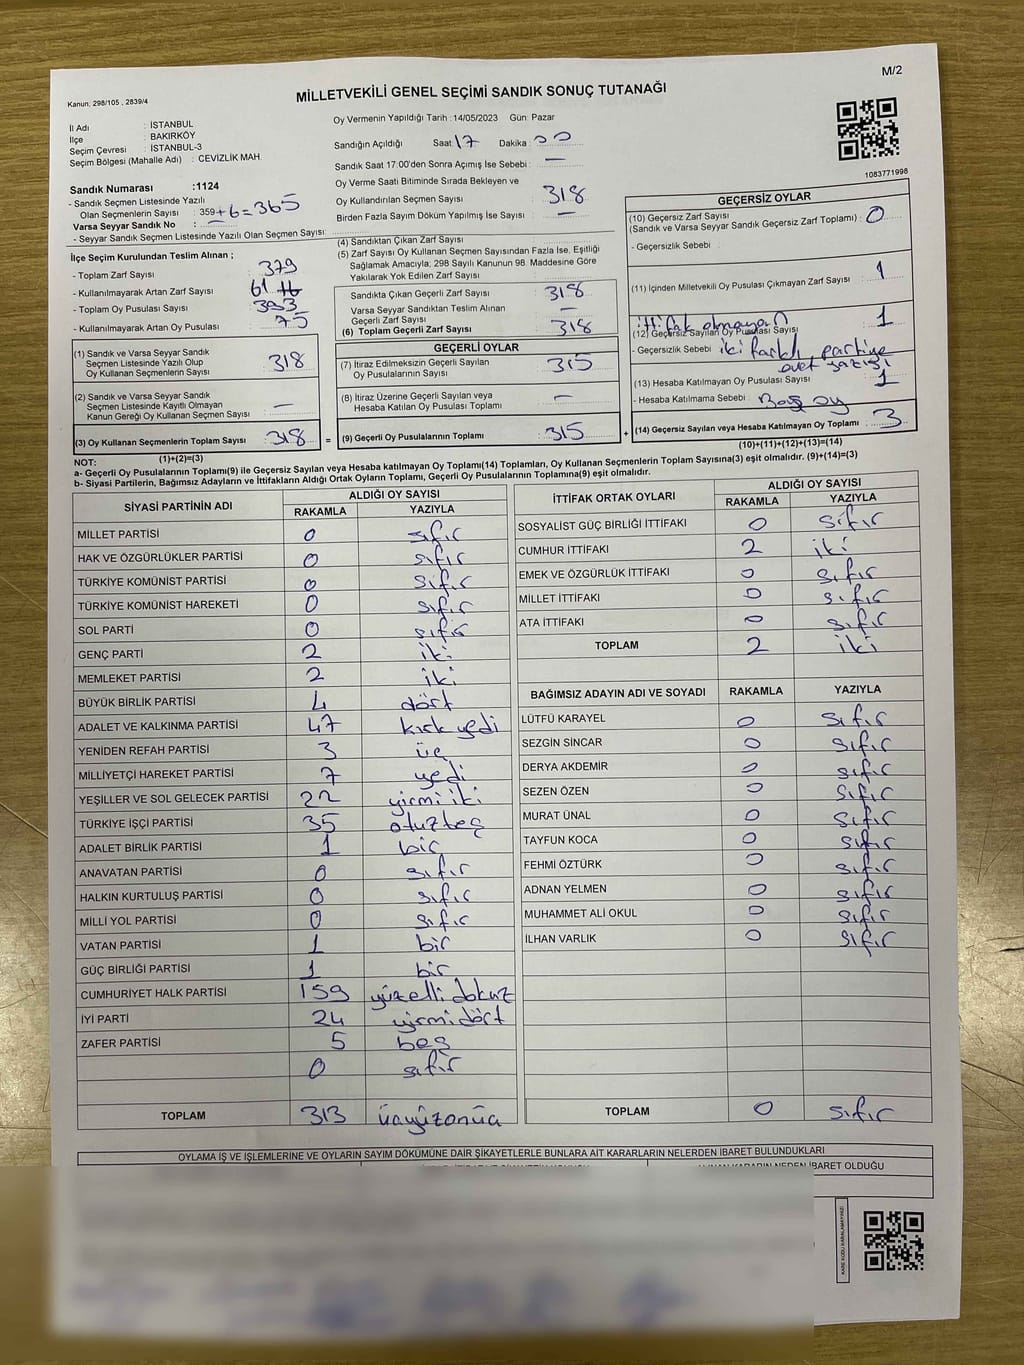 M/2
Kanun, 298/105 , 2839/4
MİLLETVEKİLİ GENEL SEÇİMİ SANDIK SONUÇ TUTANAĞI
İl Adı : İSTANBUL
İlçe : BAKIRKÖY
Seçim Çevresi : İSTANBUL-3
Seçim Bölgesi (Mahalle Adı) : CEVİZLİK MAH.
Oy Vermenin Yapıldığı Tarih :14/05/2023 Gün: Pazar
Sandığın Açıldığı Saat 17 Dakika: 00
Sandık Saat 17:00'den Sonra Açımış İse Sebebi : —
Oy Verme Saati Bitiminde Sırada Bekleyen ve
Oy Kullandırılan Seçmen Sayısı : 318
Birden Fazla Sayım Döküm Yapılmış İse Sayısı : —
1083771998
Sandık Numarası :1124
- Sandık Seçmen Listesinde Yazılı
Olan Seçmenlerin Sayısı : 359 +6=365
Varsa Seyyar Sandık No : —
- Seyyar Sandık Seçmen Listesinde Yazılı Olan Seçmen Sayısı:
İlçe Seçim Kurulundan Teslim Alınan ;
- Toplam Zarf Sayısı : 379
- Kullanılmayarak Artan Zarf Sayısı : 61
- Toplam Oy Pusulası Sayısı : 393
- Kullanılmayarak Artan Oy Pusulası : 75
(1) Sandık ve Varsa Seyyar Sandık
Seçmen Listesinde Yazılı Olup
Oy Kullanan Seçmenlerin Sayısı : 318
(2) Sandık ve Varsa Seyyar Sandık
Seçmen Listesinde Kayıtlı Olmayan
Kanun Gereği Oy Kullanan Seçmen Sayısı : —
(3) Oy Kullanan Seçmenlerin Toplam Sayısı : 318 =
(1)+(2)=(3)
(4) Sandıktan Çıkan Zarf Sayısı :
(5) Zarf Sayısı Oy Kullanan Seçmen Sayısından Fazla İse, Eşitliği
Sağlamak Amacıyla, 298 Sayılı Kanunun 98. Maddesine Göre
Yakılarak Yok Edilen Zarf Sayısı :
Sandıkta Çıkan Geçerli Zarf Sayısı : 318
Varsa Seyyar Sandıktan Teslim Alınan
Geçerli Zarf Sayısı :
(6) Toplam Geçerli Zarf Sayısı : 318
GEÇERLİ OYLAR
(7) İtiraz Edilmeksizin Geçerli Sayılan
Oy Pusulalarının Sayısı : 315
(8) İtiraz Üzerine Geçerli Sayılan veya
Hesaba Katılan Oy Pusulası Toplamı : —
(9) Geçerli Oy Pusulalarının Toplamı : 315 +
GEÇERSİZ OYLAR
(10) Geçersiz Zarf Sayısı
(Sandık ve Varsa Seyyar Sandık Geçersiz Zarf Toplamı) : 0
- Geçersizlik Sebebi :
(11) İçinden Milletvekili Oy Pusulası Çıkmayan Zarf Sayısı : 1
ittifak olmayan
(12) Geçersiz Sayılan Oy Pusulası Sayısı : 1
- Geçersizlik Sebebi : iki farklı partiye
evet yazısı
(13) Hesaba Katılmayan Oy Pusulası Sayısı : 1
- Hesaba Katılmama Sebebi : Boş oy
(14) Geçersiz Sayılan veya Hesaba Katılmayan Oy Toplamı : 3
(10)+(11)+(12)+(13)=(14)
NOT:
a- Geçerli Oy Pusulalarının Toplamı(9) ile Geçersiz Sayılan veya Hesaba katılmayan Oy Toplamı(14) Toplamları, Oy Kullanan Seçmenlerin Toplam Sayısına(3) eşit olmalıdır. (9)+(14)=(3)
b- Siyasi Partilerin, Bağımsız Adayların ve İttifakların Aldığı Ortak Oyların Toplamı, Geçerli Oy Pusulalarının Toplamına(9) eşit olmalıdır.
SİYASİ PARTİNİN ADI ALDIĞI OY SAYISI
RAKAMLA YAZIYLA
MİLLET PARTİSİ 0 sıfır
HAK VE ÖZGÜRLÜKLER PARTİSİ 0 sıfır
TÜRKİYE KOMÜNİST PARTİSİ 0 sıfır
TÜRKİYE KOMÜNİST HAREKETİ 0 sıfır
SOL PARTİ 0 sıfır
GENÇ PARTİ 2 iki
MEMLEKET PARTİSİ 2 iki
BÜYÜK BİRLİK PARTİSİ 4 dört
ADALET VE KALKINMA PARTİSİ 47 kırk yedi
YENİDEN REFAH PARTİSİ 3 üç
MİLLİYETÇİ HAREKET PARTİSİ 7 yedi
YEŞİLLER VE SOL GELECEK PARTİSİ 22 yirmi iki
TÜRKİYE İŞÇİ PARTİSİ 35 otuzbeş
ADALET BİRLİK PARTİSİ 1 bir
ANAVATAN PARTİSİ 0 sıfır
HALKIN KURTULUŞ PARTİSİ 0 sıfır
MİLLİ YOL PARTİSİ 0 sıfır
VATAN PARTİSİ 1 bir
GÜÇ BİRLİĞİ PARTİSİ 1 bir
CUMHURİYET HALK PARTİSİ 159 yüzelli dokuz
İYİ PARTİ 24 yirmi dört
ZAFER PARTİSİ 5 beş
0 sıfır
TOPLAM 313 üçyüzonüç
İTTİFAK ORTAK OYLARI ALDIĞI OY SAYISI
RAKAMLA YAZIYLA
SOSYALİST GÜÇ BİRLİĞİ İTTİFAKI 0 sıfır
CUMHUR İTTİFAKI 2 iki
EMEK VE ÖZGÜRLÜK İTTİFAKI 0 sıfır
MİLLET İTTİFAKI 0 sıfır
ATA İTTİFAKI 0 sıfır
TOPLAM 2 iki
BAĞIMSIZ ADAYIN ADI VE SOYADI RAKAMLA YAZIYLA
LÜTFÜ KARAYEL 0 sıfır
SEZGİN SİNCAR 0 sıfır
DERYA AKDEMİR 0 sıfır
SEZEN ÖZEN 0 sıfır
MURAT ÜNAL 0 sıfır
TAYFUN KOCA 0 sıfır
FEHMİ ÖZTÜRK 0 sıfır
ADNAN YELMEN 0 sıfır
MUHAMMET ALİ OKUL 0 sıfır
İLHAN VARLIK 0 sıfır
TOPLAM 0 sıfır
OYLAMA İŞ VE İŞLEMLERİNE VE OYLARIN SAYIM DÖKÜMÜNE DAİR ŞİKAYETLERLE BUNLARA AİT KARARLARIN NELERDEN İBARET BULUNDUKLARI
ALINAN KARARIN NEDEN İBARET OLDUĞU
KARE KODU KARALAMAYINIZ!